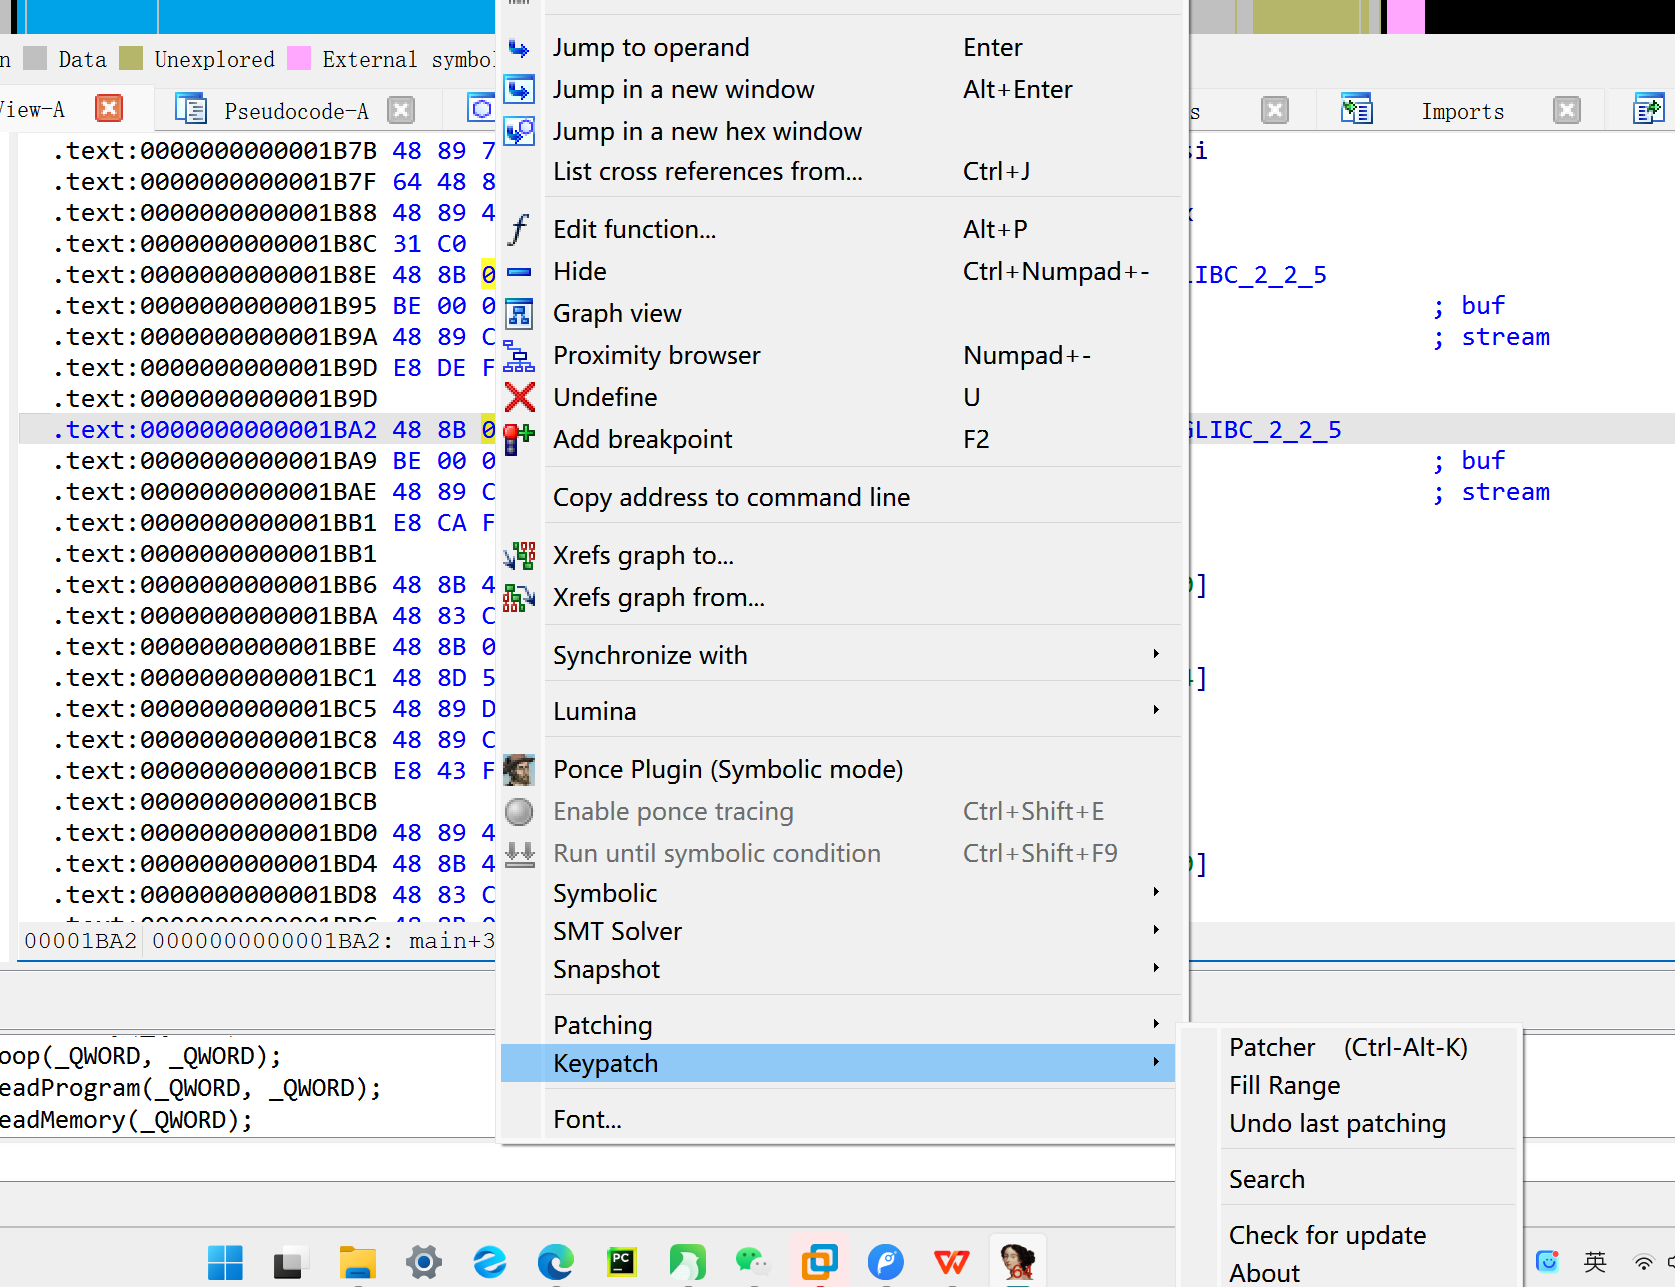 Data Unexplored External symbol
View-A Pseudocode-A Imports
.text:0000000000001B7B 48 89 7
.text:0000000000001B7F 64 48 8
.text:0000000000001B88 48 89 4
.text:0000000000001B8C 31 C0
.text:0000000000001B8E 48 8B 0 LIBC_2_2_5
.text:0000000000001B95 BE 00 0 ; buf
.text:0000000000001B9A 48 89 C ; stream
.text:0000000000001B9D E8 DE F
.text:0000000000001B9D
.text:0000000000001BA2 48 8B 0 GLIBC_2_2_5
.text:0000000000001BA9 BE 00 0 ; buf
.text:0000000000001BAE 48 89 C ; stream
.text:0000000000001BB1 E8 CA F
.text:0000000000001BB1
.text:0000000000001BB6 48 8B 4 ]
.text:0000000000001BBA 48 83 C
.text:0000000000001BBE 48 8B 0
.text:0000000000001BC1 48 8D 5 ]
.text:0000000000001BC5 48 89 D
.text:0000000000001BC8 48 89 C
.text:0000000000001BCB E8 43 F
.text:0000000000001BCB
.text:0000000000001BD0 48 89 4
.text:0000000000001BD4 48 8B 4 ]
.text:0000000000001BD8 48 83 C
00001BA2 0000000000001BA2: main+3
oop(_QWORD, _QWORD);
eadProgram(_QWORD, _QWORD);
eadMemory(_QWORD);
Jump to operand Enter
Jump in a new window Alt+Enter
Jump in a new hex window
List cross references from... Ctrl+J
Edit function... Alt+P
Hide Ctrl+Numpad+-
Graph view
Proximity browser Numpad+-
Undefine U
Add breakpoint F2
Copy address to command line
Xrefs graph to...
Xrefs graph from...
Synchronize with
Lumina
Ponce Plugin (Symbolic mode)
Enable ponce tracing Ctrl+Shift+E
Run until symbolic condition Ctrl+Shift+F9
Symbolic
SMT Solver
Snapshot
Patching
Keypatch
Font...
Patcher (Ctrl-Alt-K)
Fill Range
Undo last patching
Search
Check for update
About
PC
64
英